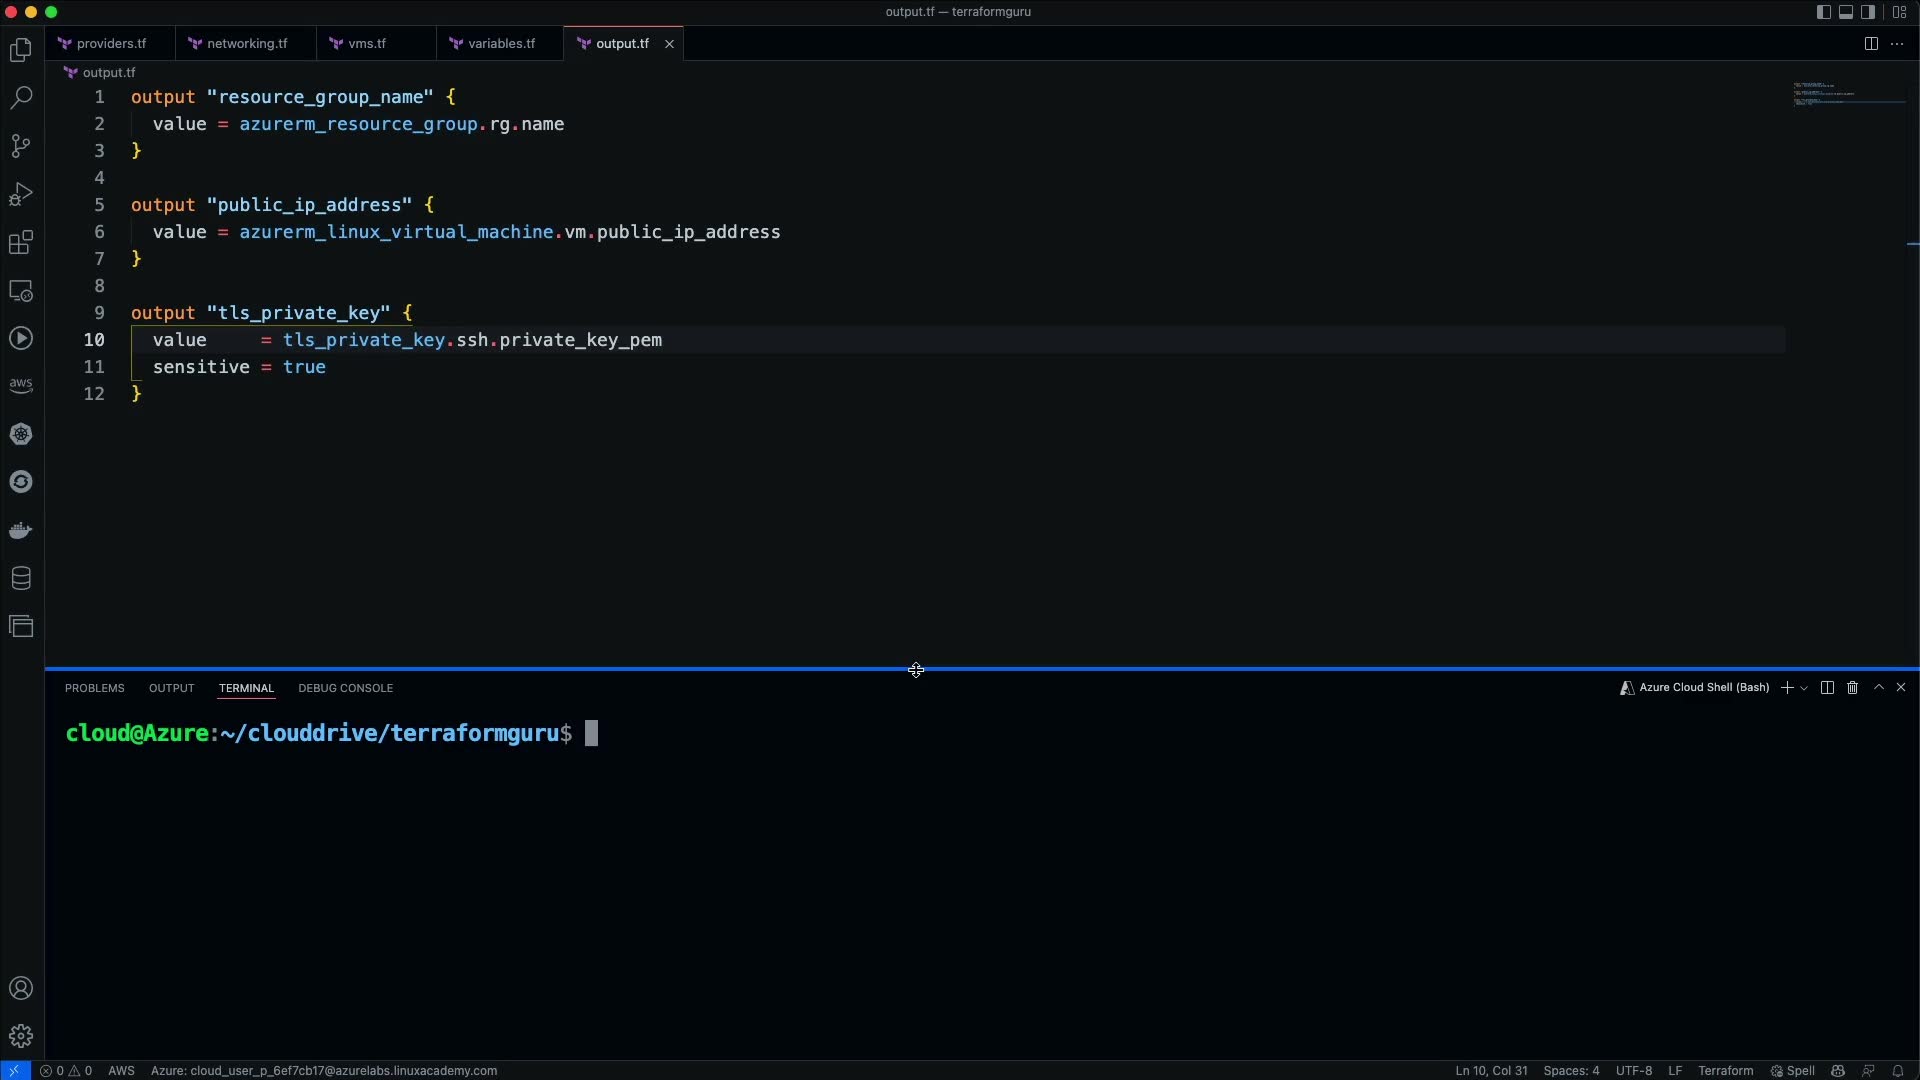 output.tf — terraformguru
providers.tf networking.tf vms.tf variables.tf output.tf
output.tf
1 output "resource_group_name" {
2   value = azurerm_resource_group.rg.name
3 }
4
5 output "public_ip_address" {
6   value = azurerm_linux_virtual_machine.vm.public_ip_address
7 }
8
9 output "tls_private_key" {
10   value     = tls_private_key.ssh.private_key_pem
11   sensitive = true
12 }
aws
PROBLEMS OUTPUT TERMINAL DEBUG CONSOLE Azure Cloud Shell (Bash)
cloud@Azure:~/clouddrive/terraformguru$
0 0 AWS Azure: cloud_user_p_6ef7cb17@azurelabs.linuxacademy.com Ln 10, Col 31 Spaces: 4 UTF-8 LF Terraform Spell